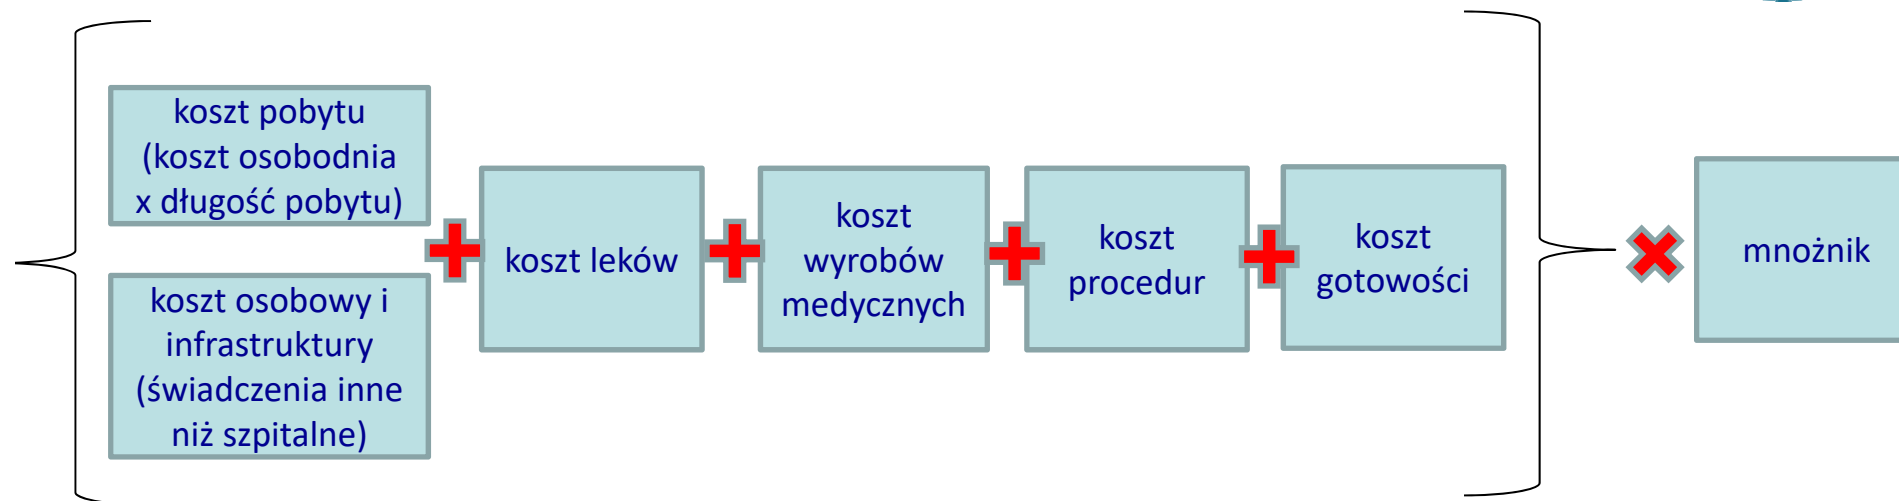 koszt pobytu
(koszt osobodnia
x długość pobytu)
koszt osobowy i
infrastruktury
(świadczenia inne
niż szpitalne)
koszt leków
koszt
wyrobów
medycznych
koszt
procedur
koszt
gotowości
mnożnik